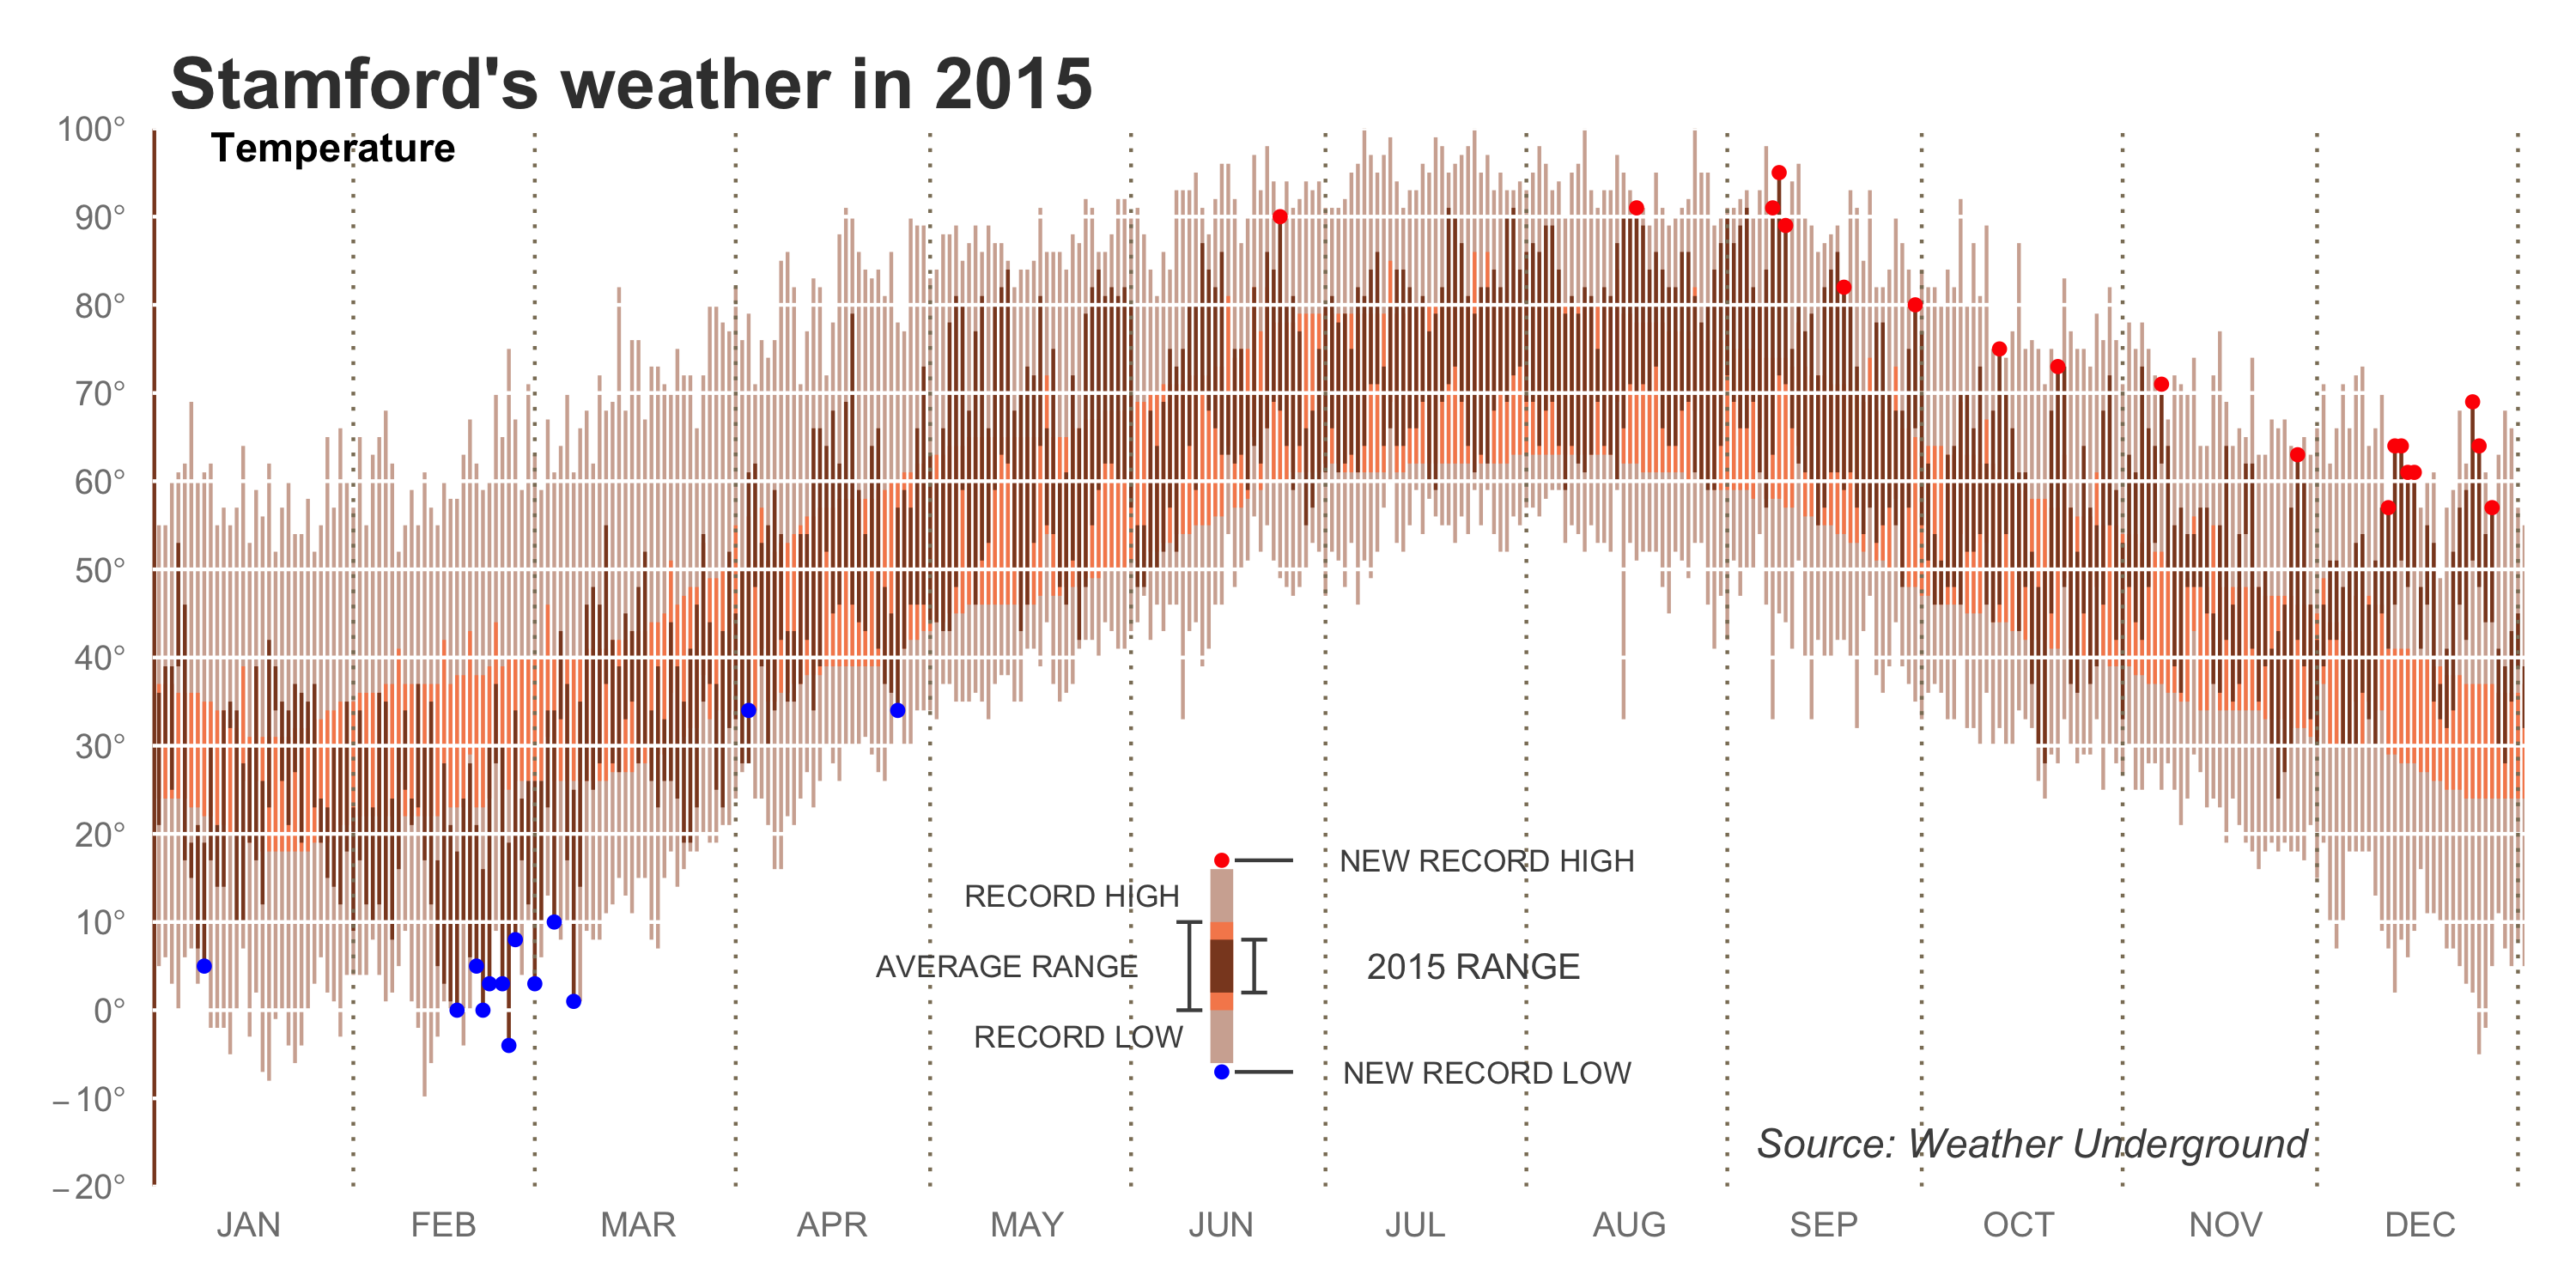 Stamford's weather in 2015
100°
Temperature
90°
80°
70°
60°
50°
40°
30°
20°
10°
0°
−10°
−20°
NEW RECORD HIGH
RECORD HIGH
AVERAGE RANGE
2015 RANGE
RECORD LOW
NEW RECORD LOW
Source: Weather Underground
JAN FEB MAR APR MAY JUN JUL AUG SEP OCT NOV DEC